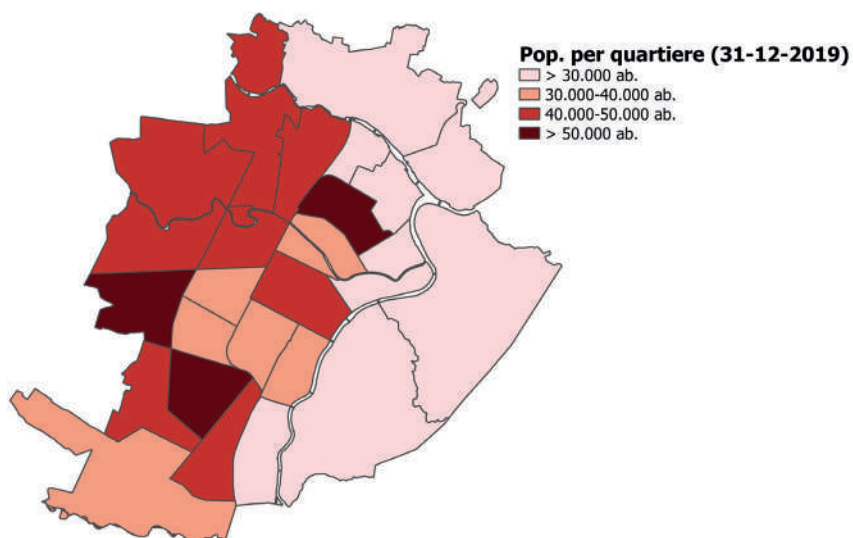 Pop. per quartiere (31-12-2019)
> 30.000 ab.
30.000-40.000 ab.
40.000-50.000 ab.
> 50.000 ab.